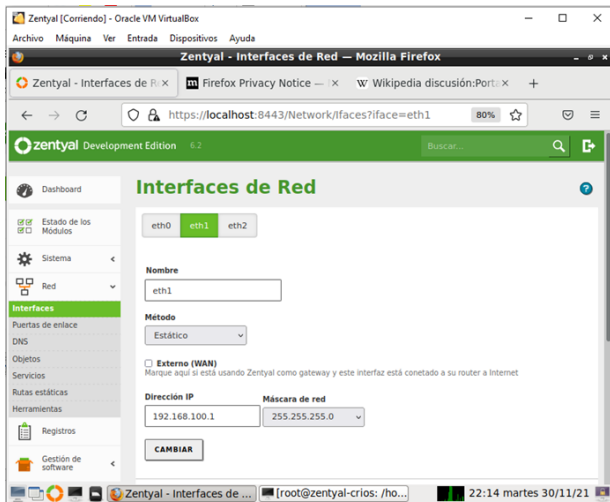 Zentyal [Corriendo] - Oracle VM VirtualBox
Archivo Máquina Ver Entrada Dispositivos Ayuda
Zentyal - Interfaces de Red — Mozilla Firefox
Zentyal - Interfaces de R
Firefox Privacy Notice —
Wikipedia discusión:Port
https://localhost:8443/Network/Ifaces?iface=eth1
80%
zentyal Development Edition 6.2
Buscar...
Dashboard
Estado de los
Módulos
Sistema
Red
Interfaces
Puertas de enlace
DNS
Objetos
Servicios
Rutas estáticas
Herramientas
Registros
Gestión de
software
Interfaces de Red
eth0 eth1 eth2
Nombre
eth1
Método
Estático
Externo (WAN)
Marque aquí si está usando Zentyal como gateway y este interfaz está conetado a su router a Internet
Dirección IP Máscara de red
192.168.100.1 255.255.255.0
CAMBIAR
Zentyal - Interfaces de ...
[root@zentyal-crios: /ho...
22:14 martes 30/11/21